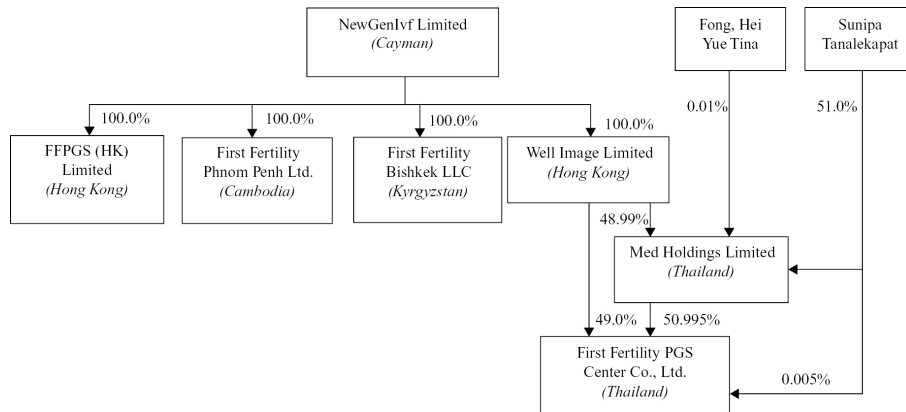 NewGenIvf Limited
(Cayman)
Fong, Hei
Yue Tina
Sunipa
Tanalekapat
0.01%
51.0%
100.0%
100.0%
100.0%
100.0%
FFPGS (HK)
Limited
(Hong Kong)
First Fertility
Phnom Penh Ltd.
(Cambodia)
First Fertility
Bishkek LLC
(Kyrgyzstan)
Well Image Limited
(Hong Kong)
48.99%
Med Holdings Limited
(Thailand)
49.0%
50.995%
First Fertility PGS
Center Co., Ltd.
(Thailand)
0.005%